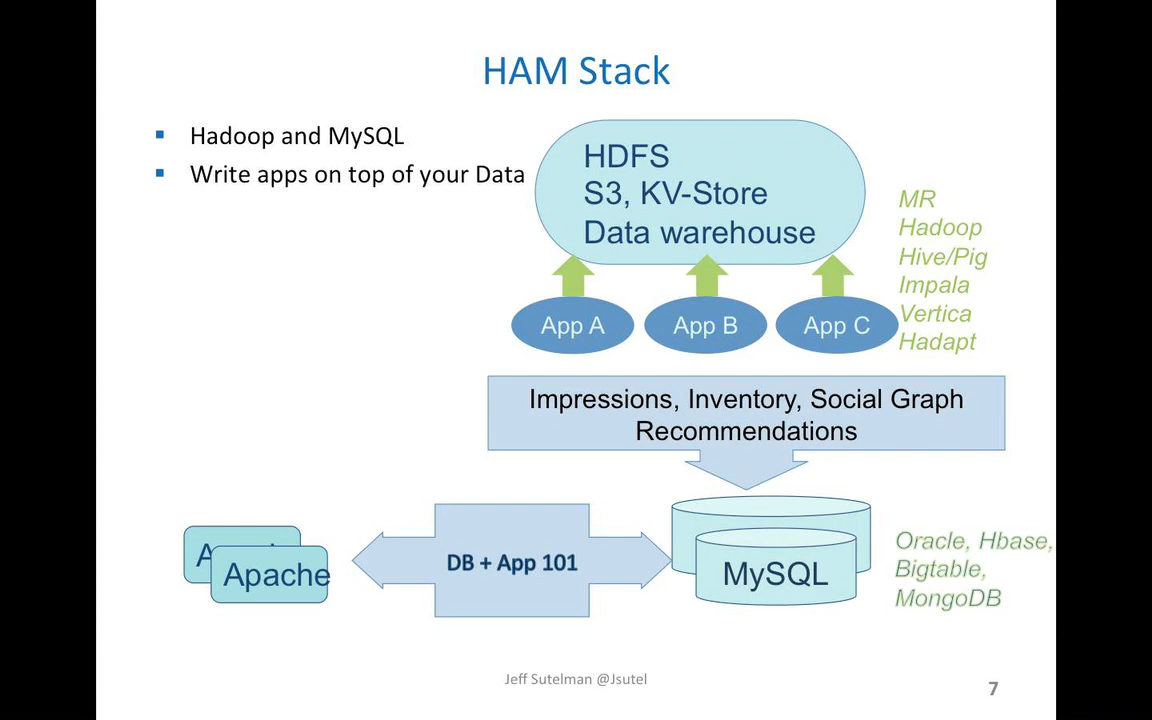 HAM Stack
Hadoop and MySQL
Write apps on top of your Data
HDFS
S3, KV-Store
Data warehouse
MR
Hadoop
Hive/Pig
Impala
Vertica
Hadapt
App A
App B
App C
Impressions, Inventory, Social Graph
Recommendations
Apache
DB + App 101
MySQL
Oracle, Hbase,
Bigtable,
MongoDB
Jeff Sutelman @Jsutel
7